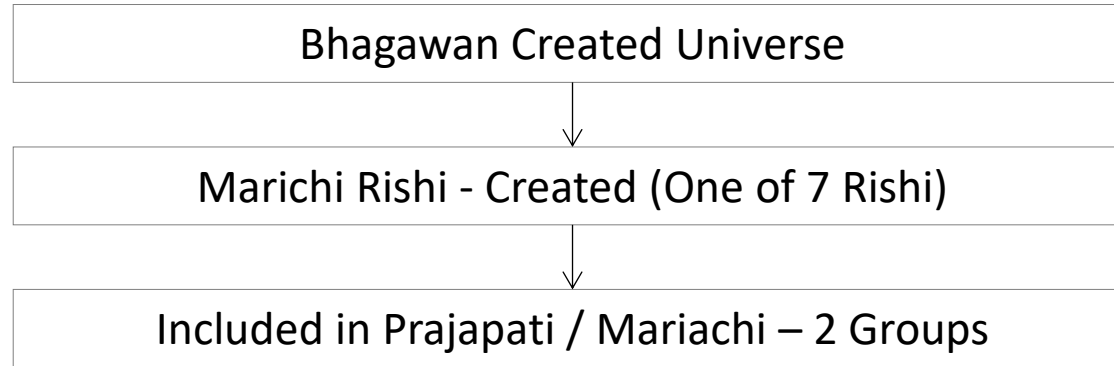 Bhagawan Created Universe
Marichi Rishi - Created (One of 7 Rishi)
Included in Prajapati / Mariachi – 2 Groups